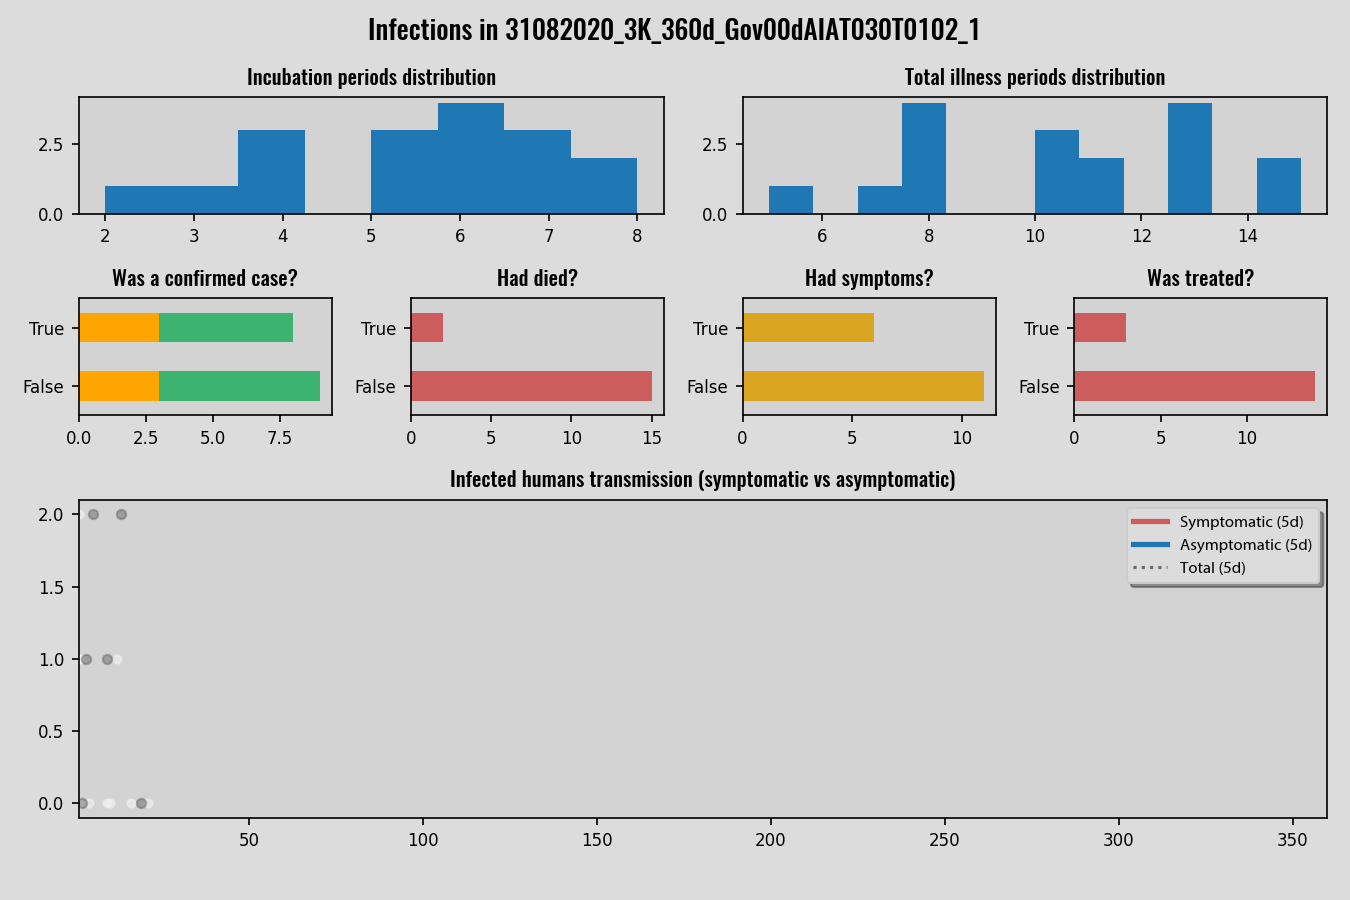 Infections in 31082020_3K_360d_Gov00dAIAT030T0102_1
Incubation periods distribution
Total illness periods distribution
2.5
0.0
2 3 4 5 6 7 8
2.5
0.0
6 8 10 12 14
Was a confirmed case?
Had died?
Had symptoms?
Was treated?
True
False
0.0 2.5 5.0 7.5
True
False
0 5 10 15
True
False
0 5 10
True
False
0 5 10
Infected humans transmission (symptomatic vs asymptomatic)
2.0
1.5
1.0
0.5
0.0
50 100 150 200 250 300 350
Symptomatic (5d)
Asymptomatic (5d)
Total (5d)